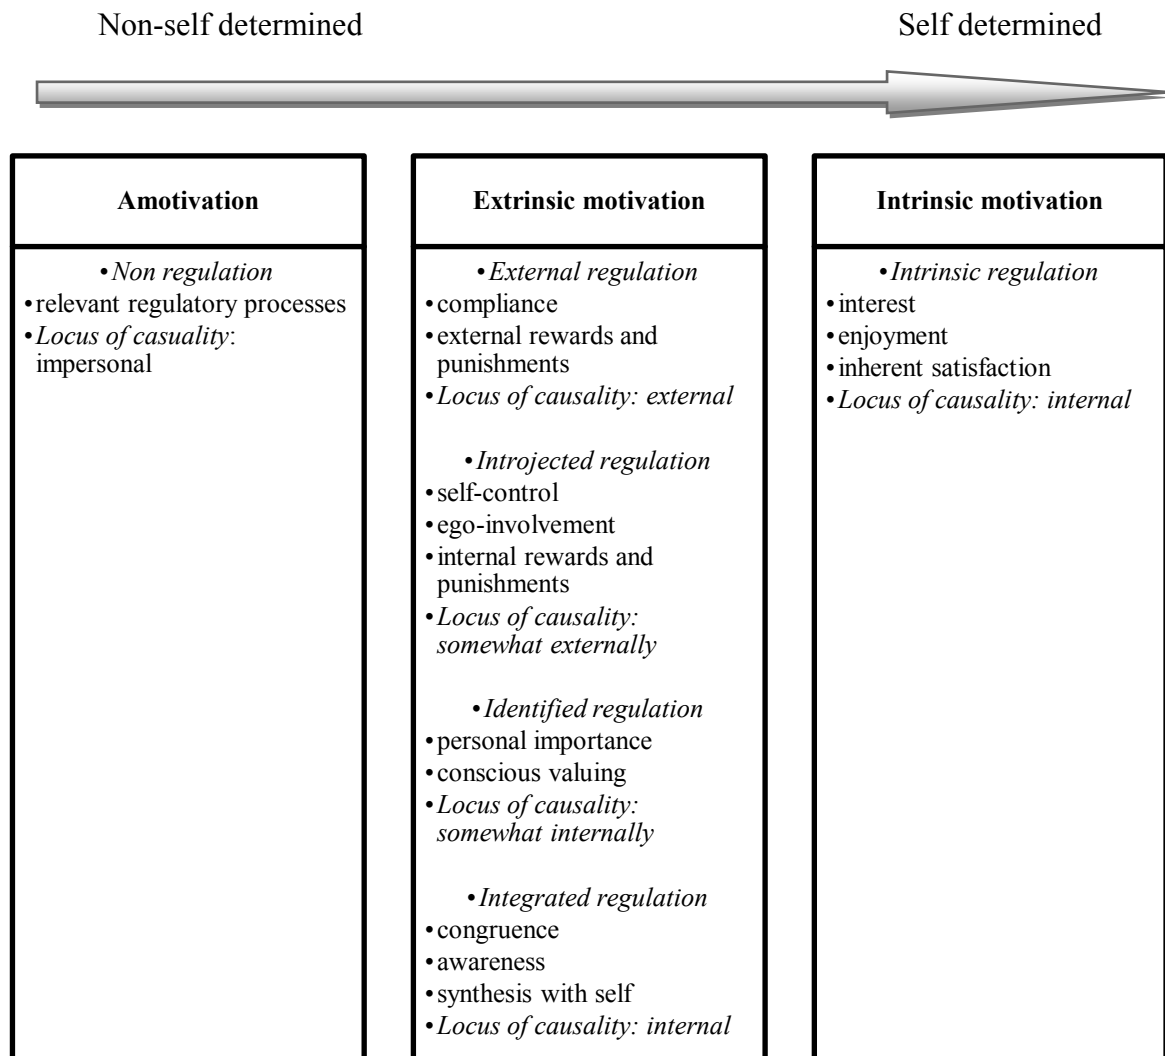 Non-self determined
Self determined
Amotivation
•Non regulation
•relevant regulatory processes
•Locus of casuality:
impersonal
Extrinsic motivation
•External regulation
•compliance
•external rewards and
punishments
•Locus of causality: external
•Introjected regulation
•self-control
•ego-involvement
•internal rewards and
punishments
•Locus of causality:
somewhat externally
•Identified regulation
•personal importance
•conscious valuing
•Locus of causality:
somewhat internally
•Integrated regulation
•congruence
•awareness
•synthesis with self
•Locus of causality: internal
Intrinsic motivation
•Intrinsic regulation
•interest
•enjoyment
•inherent satisfaction
•Locus of causality: internal